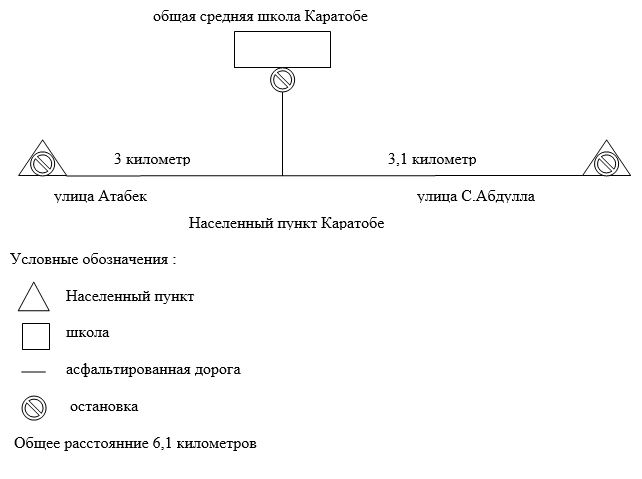 общая средняя школа Каратобе
3 километр
3,1 километр
улица Атабек
улица С.Абдулла
Населенный пункт Каратобе
Условные обозначения :
Населенный пункт
школа
асфальтированная дорога
остановка
Общее расстоянние 6,1 километров